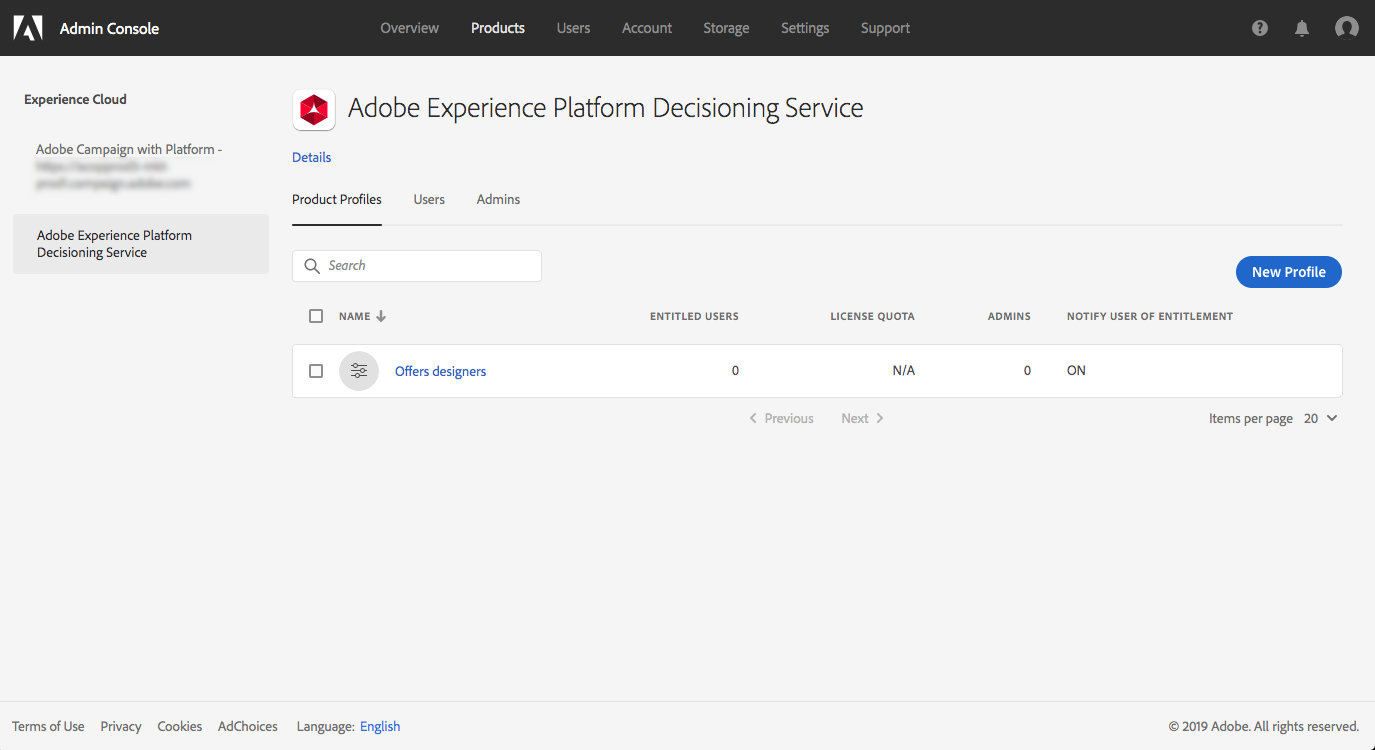 Admin Console
Overview Products Users Account Storage Settings Support
Experience Cloud
Adobe Campaign with Platform -
Adobe Experience Platform
Decisioning Service
Adobe Experience Platform Decisioning Service
Details
Product Profiles Users Admins
Search
New Profile
NAME ENTITLED USERS LICENSE QUOTA ADMINS NOTIFY USER OF ENTITLEMENT
Offers designers 0 N/A 0 ON
Previous Next
Items per page 20
Terms of Use Privacy Cookies AdChoices Language: English
© 2019 Adobe. All rights reserved.